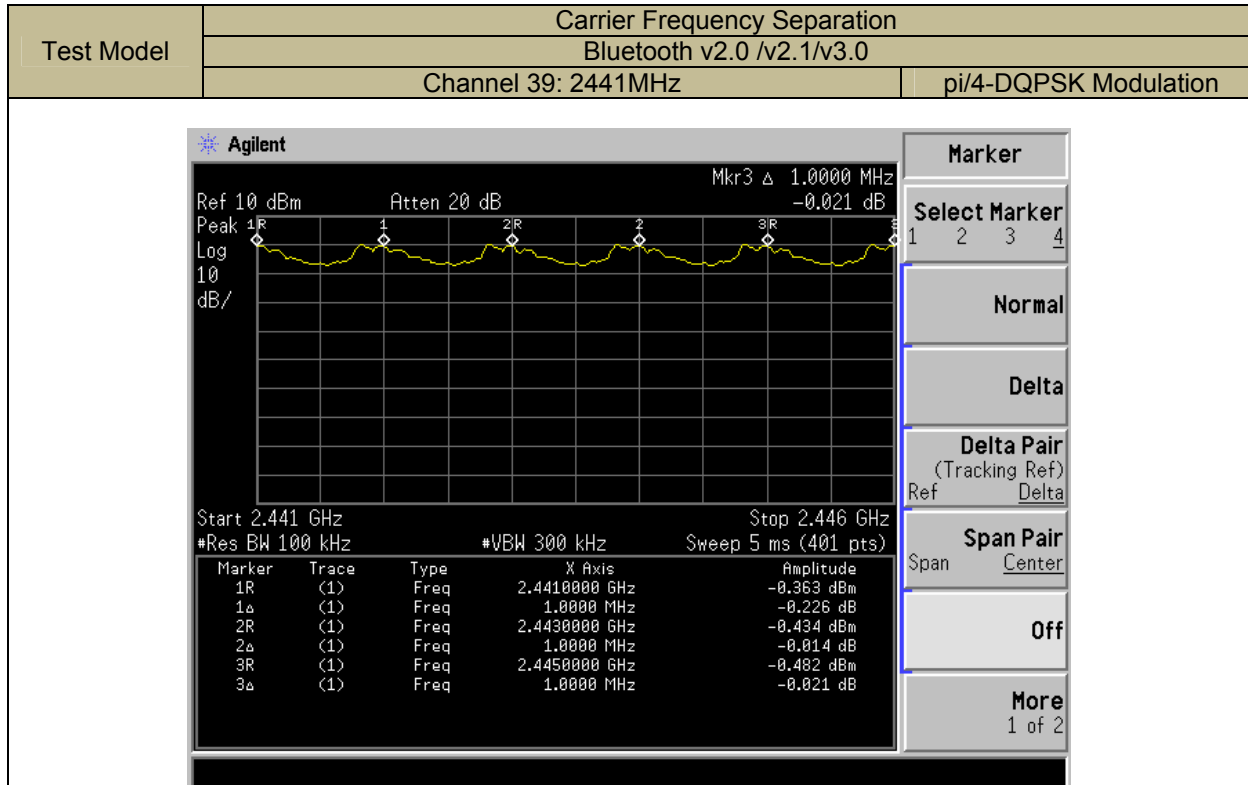 Test Model
Carrier Frequency Separation
Bluetooth v2.0 /v2.1/v3.0
Channel 39: 2441MHz pi/4-DQPSK Modulation
Agilent
Marker
Mkr3 Δ 1.0000 MHz
Ref 10 dBm Atten 20 dB -0.021 dB
Peak
Log
10
dB/
1R 1 2R 2 3R
Select Marker
1 2 3 4
Normal
Delta
Delta Pair
(Tracking Ref)
Ref Delta
Span Pair
Span Center
Off
More
1 of 2
Start 2.441 GHz Stop 2.446 GHz
#Res BW 100 kHz #VBW 300 kHz Sweep 5 ms (401 pts)
Marker Trace Type X Axis Amplitude
1R (1) Freq 2.4410000 GHz -0.363 dBm
1Δ (1) Freq 1.0000 MHz -0.226 dB
2R (1) Freq 2.4430000 GHz -0.434 dBm
2Δ (1) Freq 1.0000 MHz -0.014 dB
3R (1) Freq 2.4450000 GHz -0.482 dBm
3Δ (1) Freq 1.0000 MHz -0.021 dB